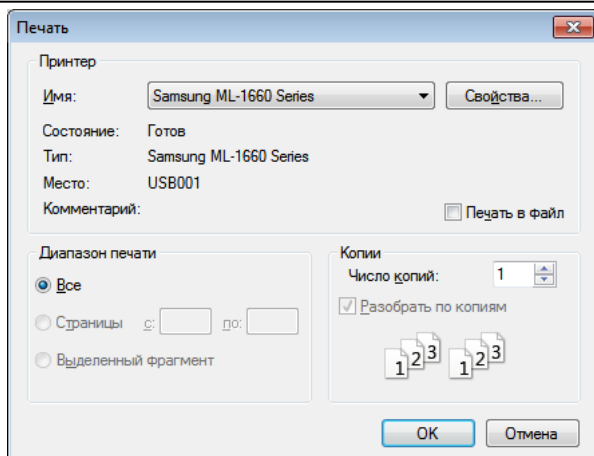 Печать
Принтер
Имя: Samsung ML-1660 Series Свойства...
Состояние: Готов
Тип: Samsung ML-1660 Series
Место: USB001
Комментарий: Печать в файл
Диапазон печати
Все
Страницы с: по:
Выделенный фрагмент
Копии
Число копий: 1
Разобрать по копиям
1 2 3 1 2 3
OK Отмена